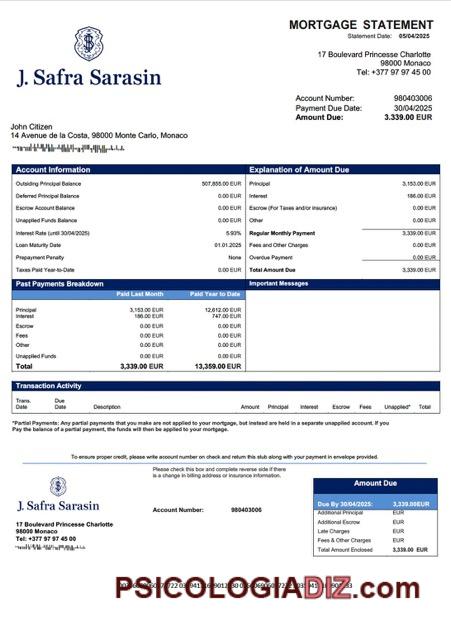 MORTGAGE STATEMENT
Statement Date: 05/04/2025
J. Safra Sarasin
17 Boulevard Princesse Charlotte
98000 Monaco
Tel: +377 97 97 45 00
Account Number: 980403006
Payment Due Date: 30/04/2025
Amount Due: 3.339.00 EUR
John Citizen
14 Avenue de la Costa, 98000 Monte Carlo, Monaco
Account Information
Outsiding Principal Balance 507,855.00 EUR
Deferred Principal Balance 0.00 EUR
Escrow Account Balance 0.00 EUR
Unapplied Funds Balance 0.00 EUR
Interest Rate (until 30/04/2025) 5.93%
Loan Maturity Date 01.01.2025
Prepayment Penalty None
Taxes Paid Year-to-Date 0.00 EUR
Explanation of Amount Due
Principal 3,153.00 EUR
Interest 186.00 EUR
Escrow (For Taxes and/or Insurance) 0.00 EUR
Other 0.00 EUR
Regular Monthly Payment 3,339.00 EUR
Fees and Other Charges 0.00 EUR
Overdue Payment 0.00 EUR
Total Amount Due 3,339.00 EUR
Past Payments Breakdown
Paid Last Month Paid Year to Date
Principal 3,153.00 EUR 12,612.00 EUR
Interest 186.00 EUR 747.00 EUR
Escrow 0.00 EUR 0.00 EUR
Fees 0.00 EUR 0.00 EUR
Other 0.00 EUR 0.00 EUR
Unapplied Funds 0.00 EUR 0.00 EUR
Total 3,339.00 EUR 13,359.00 EUR
Important Messages
Transaction Activity
Trans. Date Due Date Description Amount Principal Interest Escrow Fees Unapplied* Total
*Partial Payments: Any partial payments that you make are not applied to your mortgage, but instead are held in a separate unapplied account. If you
Pay the balance of a partial payment, the funds will then be applied to your mortgage.
To ensure proper credit, please write account number on check and return this stub along with your payment in envelope provided.
J. Safra Sarasin
17 Boulevard Princesse Charlotte
98000 Monaco
Tel: +377 97 97 45 00
Please check this box and complete reverse side if there
is a change in billing address or insurance information.
Account Number: 980403006
Amount Due
Due By 30/04/2025: 3,339.00EUR
Additional Principal EUR
Additional Escrow EUR
Late Charges EUR
Fees & Other Charges EUR
Total Amount Enclosed 3,339.00 EUR
PSICOLOGIADIZ.com